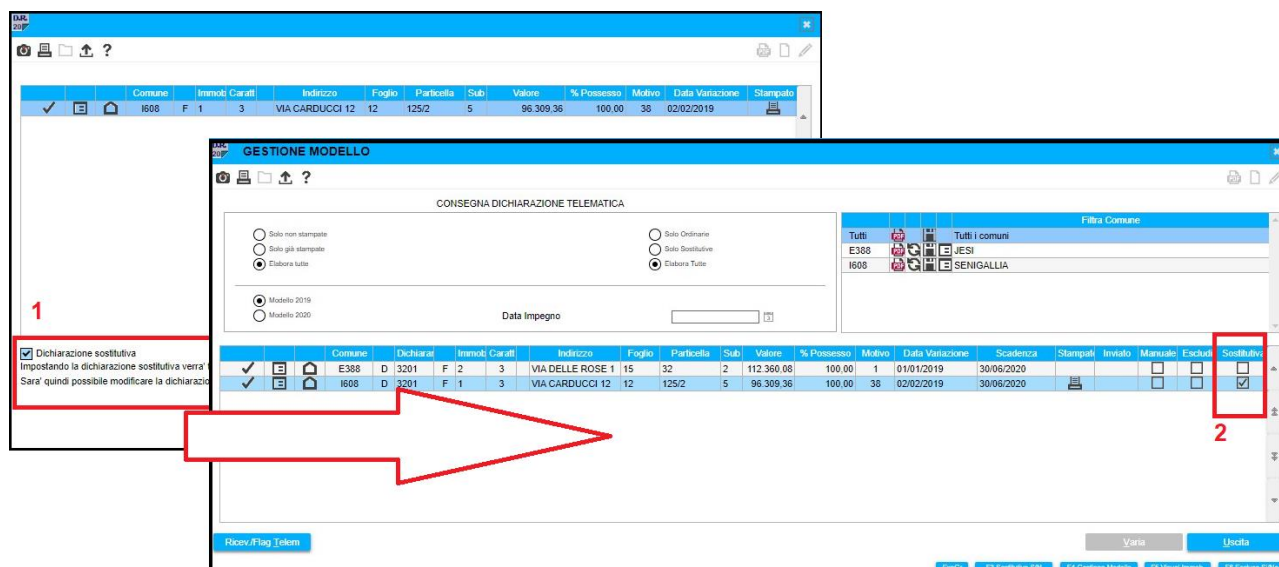 D.R.
20
?
Comune Immob Caratt Indirizzo Foglio Particella Sub Valore % Possesso Motivo Data Variazione Stampato
I608 F 1 3 VIA CARDUCCI 12 12 125/2 5 96.309,36 100,00 38 02/02/2019
1
Dichiarazione sostitutiva
Impostando la dichiarazione sostitutiva verra'
Sara' quindi possibile modificare la dichiarazio
D.R.
20
GESTIONE MODELLO
?
CONSEGNA DICHIARAZIONE TELEMATICA
Solo non stampate
Solo già stampate
Elabora tutte
Solo Ordinarie
Solo Sostitutive
Elabora Tutte
Modello 2019
Modello 2020
Data Impegno
Filtra Comune
Tutti Tutti i comuni
E388 JESI
I608 SENIGALLIA
Comune Dichiarar Immob Caratt Indirizzo Foglio Particella Sub Valore % Possesso Motivo Data Variazione Scadenza Stampato Inviato Manuale Escludi Sostitutiva
E388 D 3201 F 2 3 VIA DELLE ROSE 1 15 32 2 112.360,08 100,00 1 01/01/2019 30/06/2020
I608 D 3201 F 1 3 VIA CARDUCCI 12 12 125/2 5 96.309,36 100,00 38 02/02/2019 30/06/2020
2
Ricev./Flag Telem
Varia
Uscita